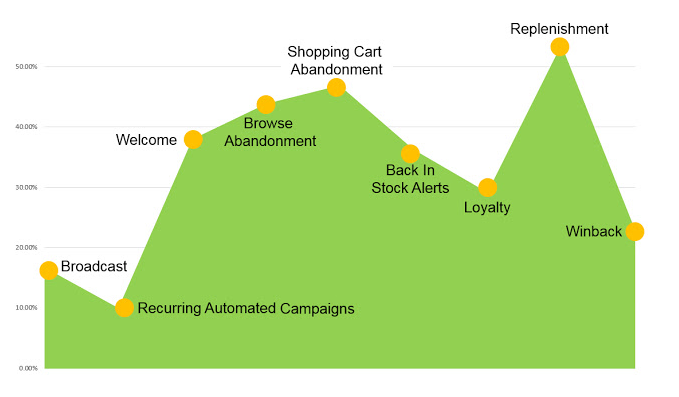 Replenishment
Shopping Cart
Abandonment
50.00%
40.00%
Welcome
Browse
Abandonment
Back In
Stock Alerts
30.00%
Loyalty
Winback
20.00%
Broadcast
10.00%
Recurring Automated Campaigns
0.00%